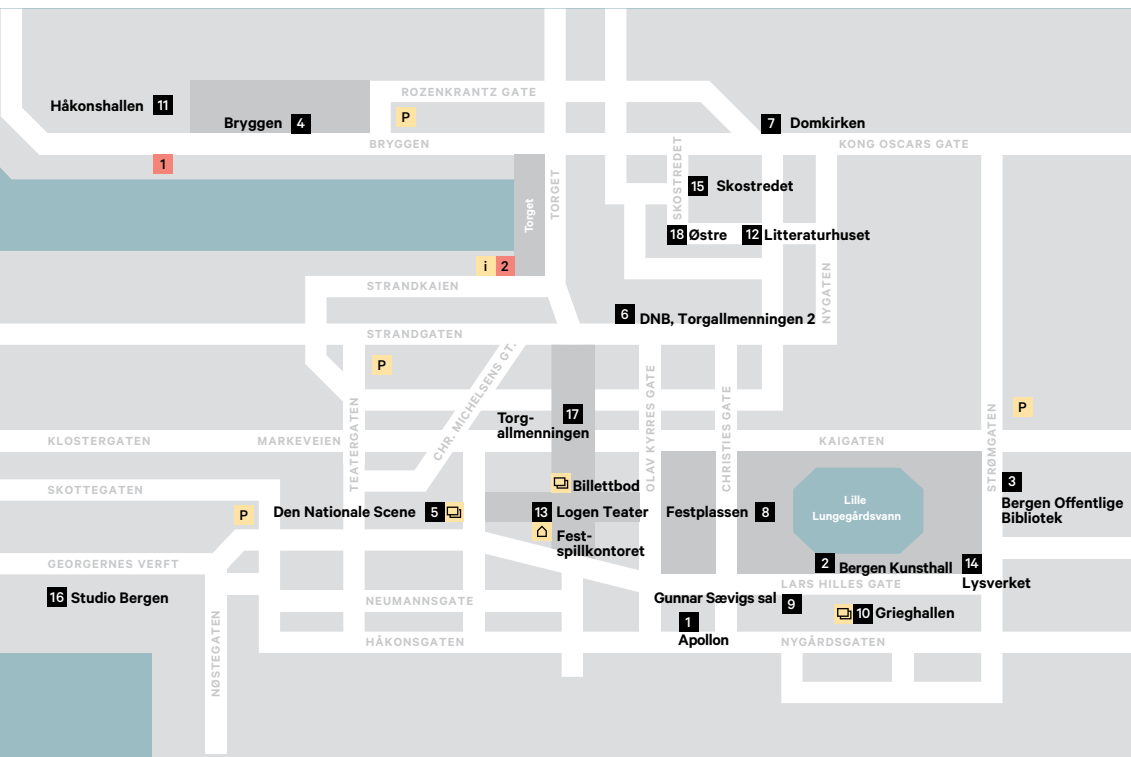 ROZENKRANTZ GATE
Håkonshallen 11
P
Bryggen 4
7 Domkirken
BRYGGEN
KONG OSCARS GATE
1
SKOSTREDET
15 Skostredet
TORGET
Torget
18 Østre
12 Litteraturhuset
i 2
STRANDKAIEN
NYGATEN
6 DNB, Torgallmenningen 2
STRANDGATEN
P
CHR. MICHELSENS GT.
TEATERGATEN
OLAV KYRRES GATE
CHRISTIES GATE
STRØMGATEN
P
17
Torg-
allmenningen
KLOSTERGATEN
MARKEVEIEN
KAIGATEN
SKOTTEGATEN
Billettbod
3
Bergen Offentlige
Bibliotek
Lille
Lungegårdsvann
P
Den Nationale Scene 5
13 Logen Teater
Festplassen 8
Fest-
spillkontoret
GEORGERNES VERFT
2 Bergen Kunsthall
14
Lysverket
LARS HILLES GATE
16 Studio Bergen
NEUMANNSGATE
Gunnar Sævigs sal 9
10 Grieghallen
1
Apollon
NØSTEGATEN
HÅKONSGATEN
NYGÅRDSGATEN